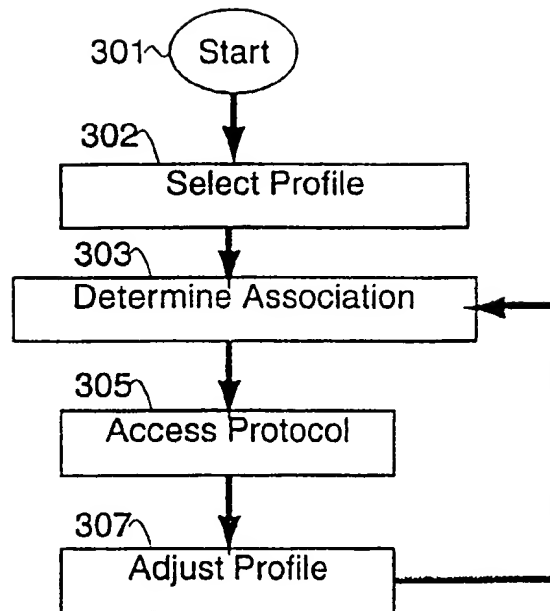 301 Start
302
Select Profile
303
Determine Association
305
Access Protocol
307
Adjust Profile